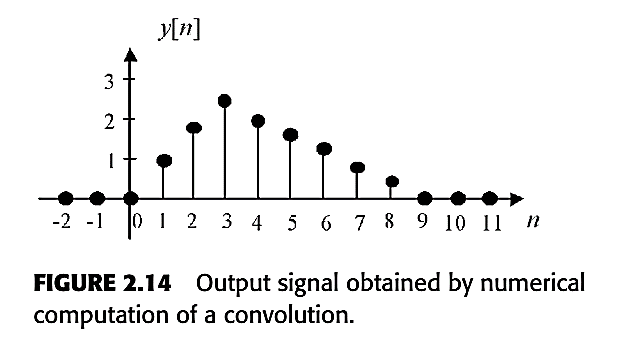 y[n]
3
2
1
-2 -1 0 1 2 3 4 5 6 7 8 9 10 11 n
FIGURE 2.14 Output signal obtained by numerical
computation of a convolution.